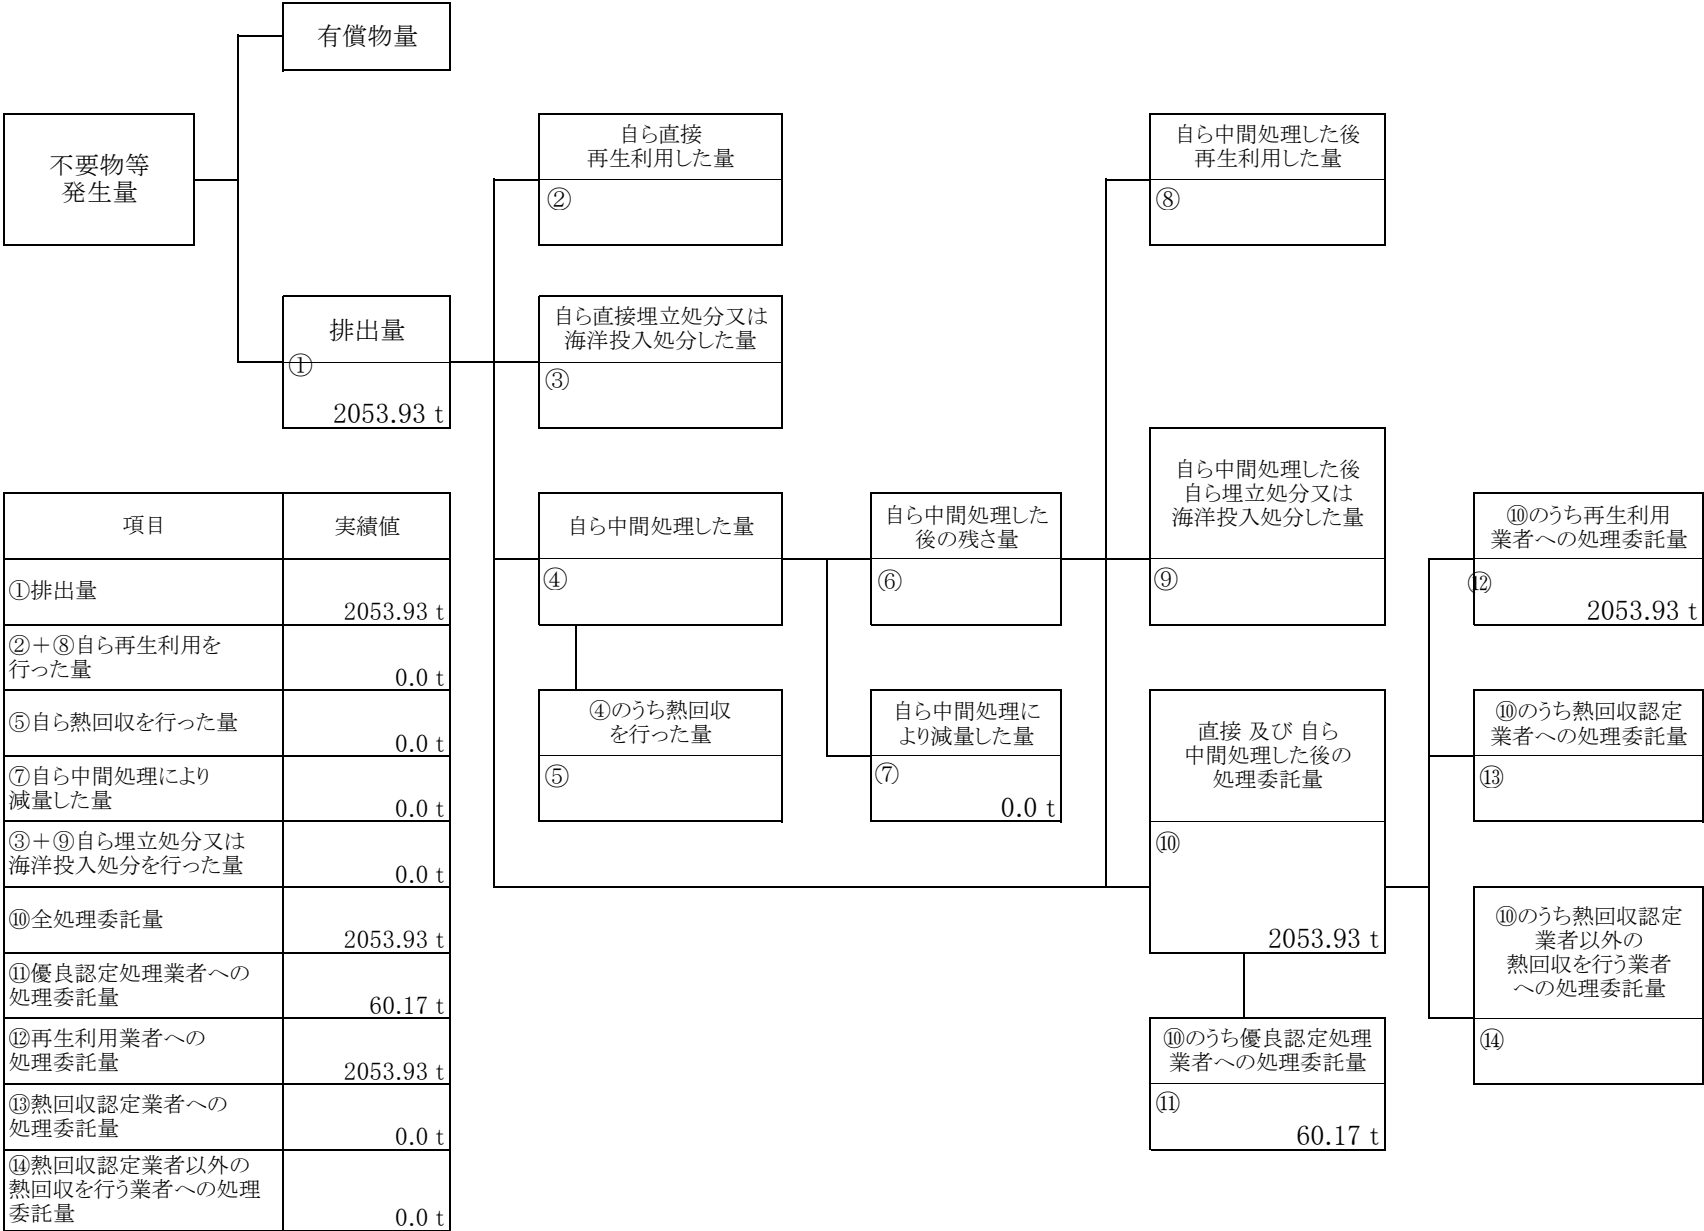 有償物量
不要物等
発生量
自ら直接
再生利用した量
②
自ら中間処理した後
再生利用した量
⑧
排出量
①
2053.93 t
自ら直接埋立処分又は
海洋投入処分した量
③
項目
実績値
①排出量
2053.93 t
②+⑧自ら再生利用を
行った量
0.0 t
⑤自ら熱回収を行った量
0.0 t
⑦自ら中間処理により
減量した量
0.0 t
③+⑨自ら埋立処分又は
海洋投入処分を行った量
0.0 t
⑩全処理委託量
2053.93 t
⑪優良認定処理業者への
処理委託量
60.17 t
⑫再生利用業者への
処理委託量
2053.93 t
⑬熱回収認定業者への
処理委託量
0.0 t
⑭熱回収認定業者以外の
熱回収を行う業者への処理
委託量
0.0 t
自ら中間処理した量
④
④のうち熱回収
を行った量
⑤
自ら中間処理した
後の残さ量
⑥
自ら中間処理に
より減量した量
⑦
0.0 t
自ら中間処理した後
自ら埋立処分又は
海洋投入処分した量
⑨
直接 及び 自ら
中間処理した後の
処理委託量
⑩
2053.93 t
⑩のうち優良認定処理
業者への処理委託量
⑪
60.17 t
⑩のうち再生利用
業者への処理委託量
⑫
2053.93 t
⑩のうち熱回収認定
業者への処理委託量
⑬
⑩のうち熱回収認定
業者以外の
熱回収を行う業者
への処理委託量
⑭